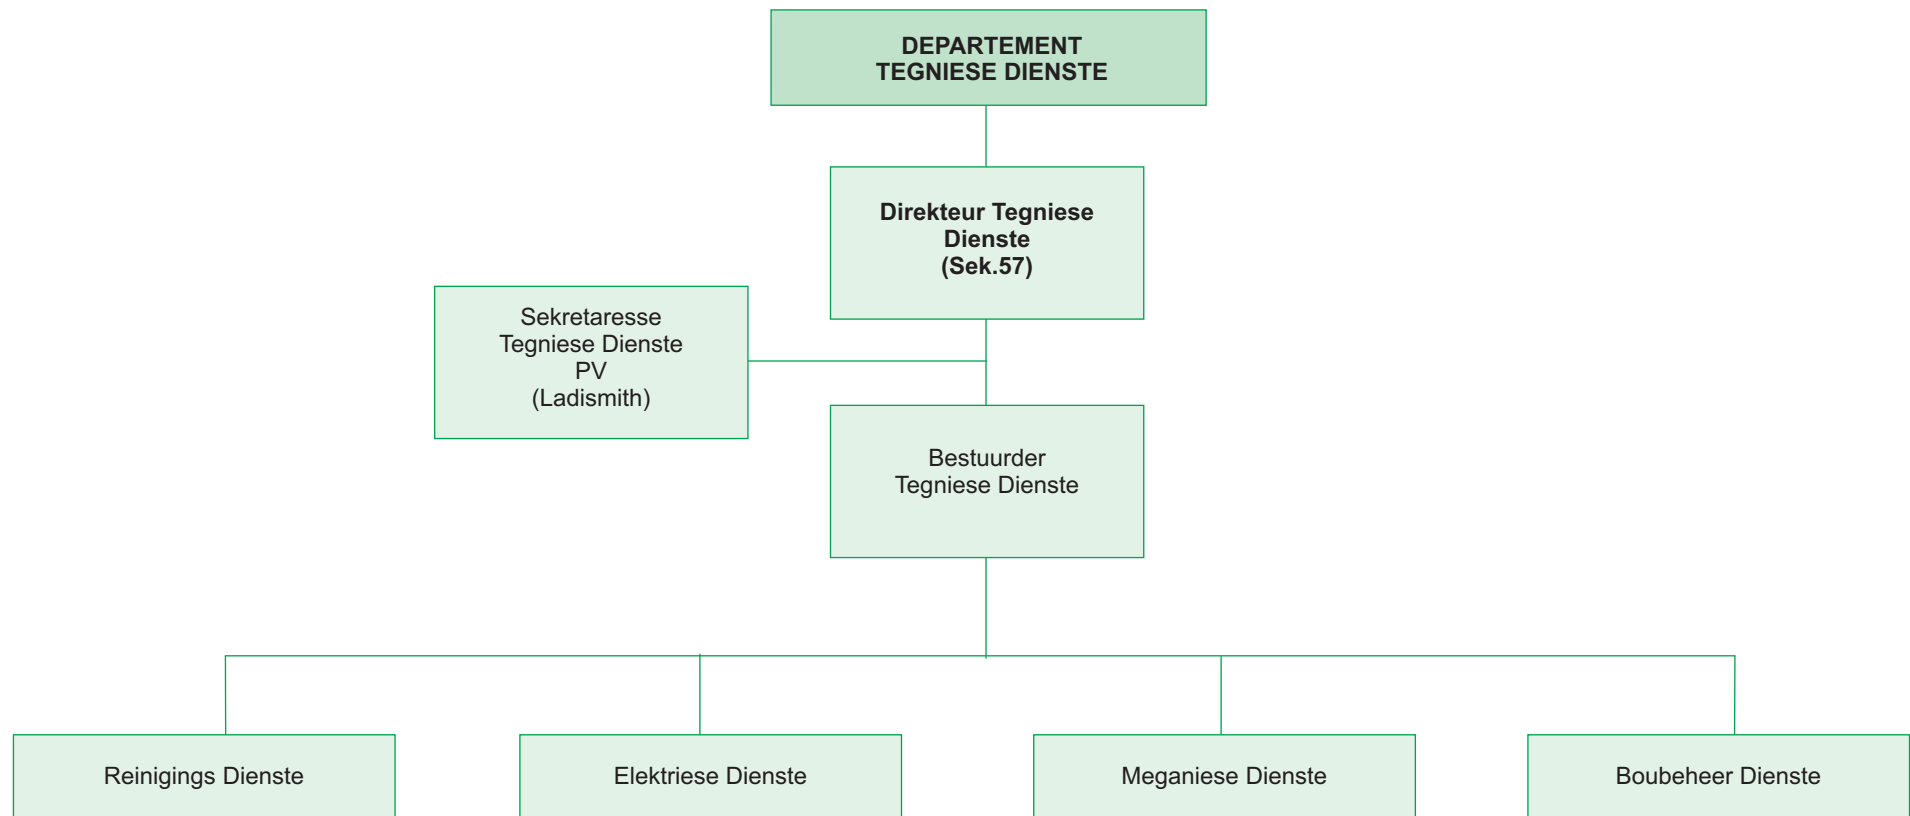 DEPARTEMENT
TEGNIESE DIENSTE
Direkteur Tegniese
Dienste
(Sek.57)
Sekretaresse
Tegniese Dienste
PV
(Ladismith)
Bestuurder
Tegniese Dienste
Reinigings Dienste
Elektriese Dienste
Meganiese Dienste
Boubeheer Dienste